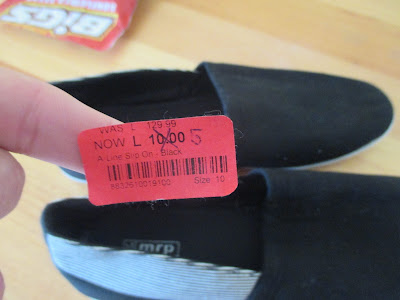 BiGS
WAS L 129.99
NOW L 10.00 5
A-Line Slip On - Black
Size: 10
mrp